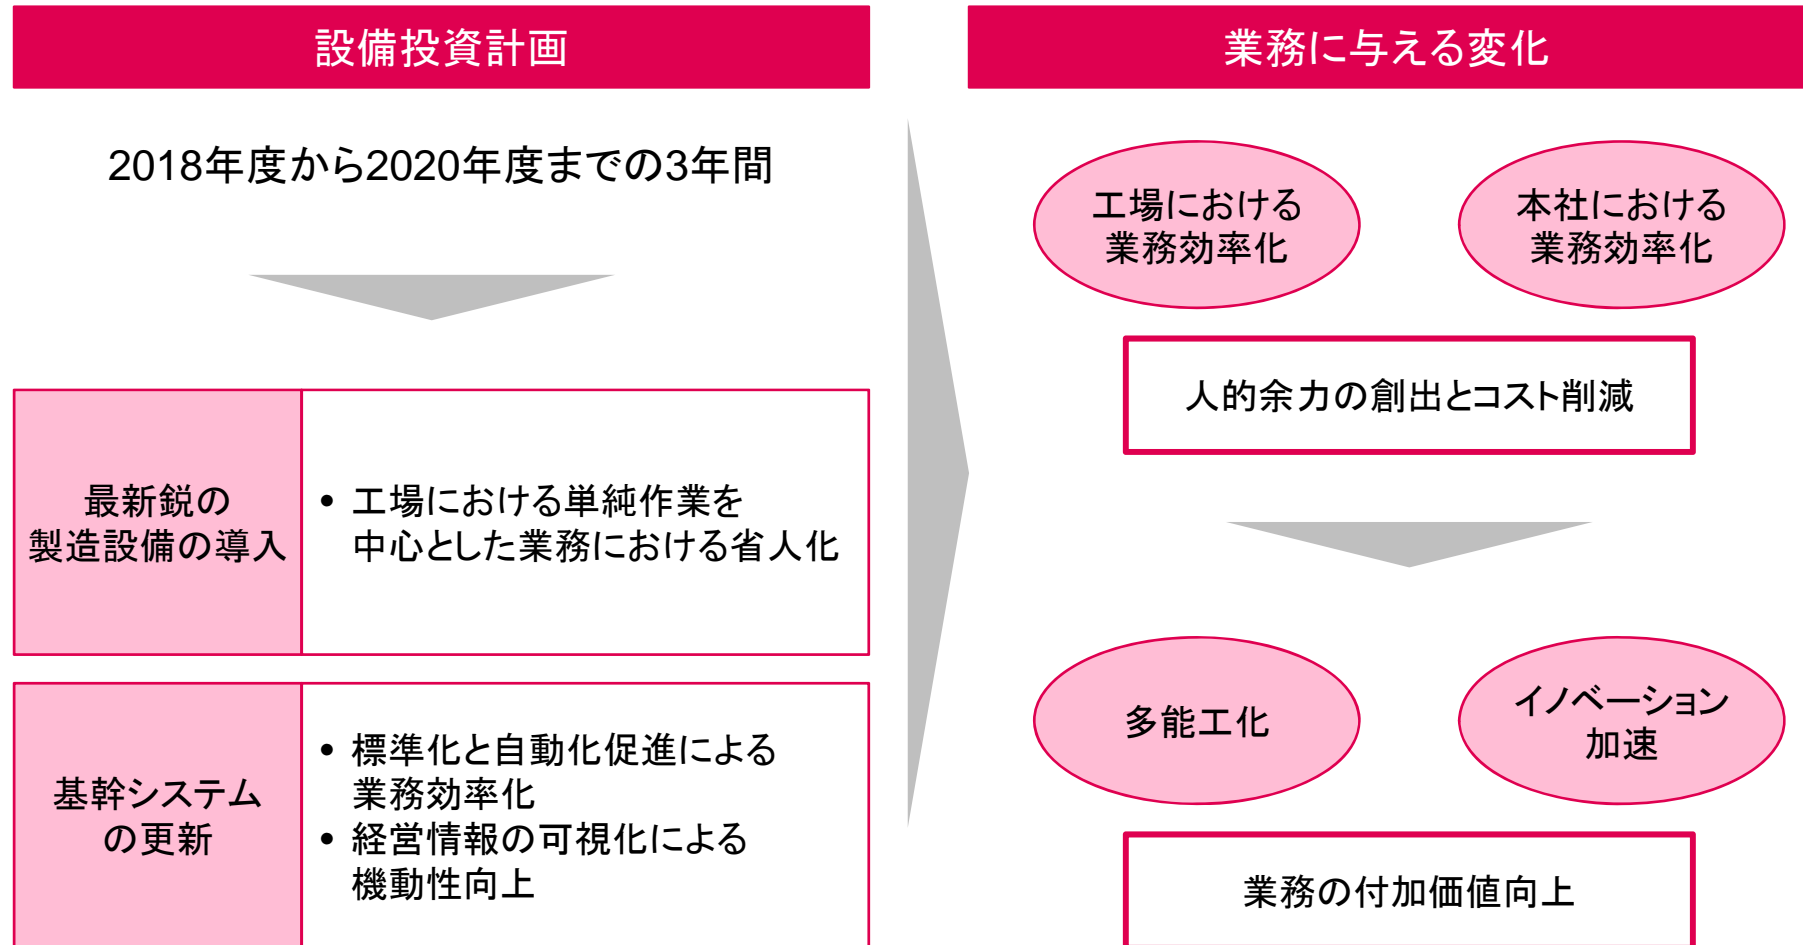 設備投資計画
2018年度から2020年度までの3年間
最新鋭の
製造設備の導入
• 工場における単純作業を
中心とした業務における省人化
基幹システム
の更新
• 標準化と自動化促進による
業務効率化
• 経営情報の可視化による
機動性向上
業務に与える変化
工場における
業務効率化
本社における
業務効率化
人的余力の創出とコスト削減
多能工化
イノベーション
加速
業務の付加価値向上